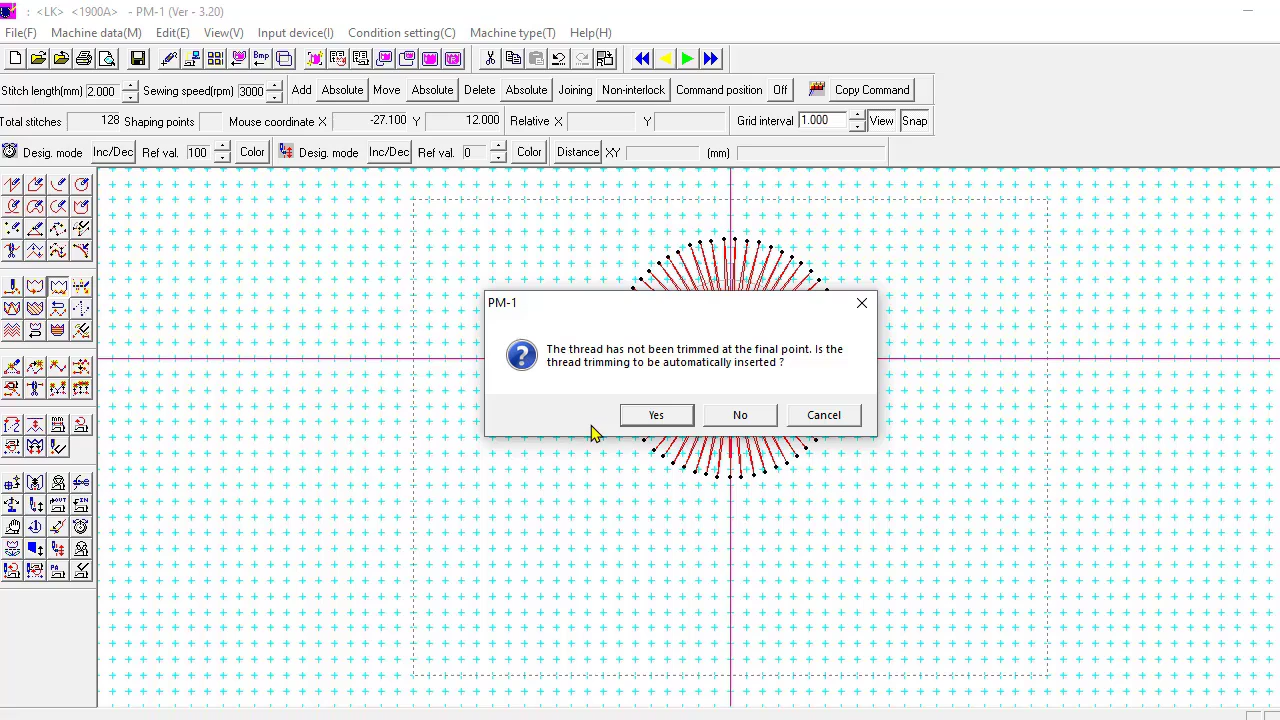 : <LK> <1900A> - PM-1 (Ver - 3.20)
File(F) Machine data(M) Edit(E) View(V) Input device(I) Condition setting(C) Machine type(T) Help(H)
Bmp
Stitch length(mm) 2.000 Sewing speed(rpm) 3000 Add Absolute Move Absolute Delete Absolute Joining Non-interlock Command position Off Copy Command
Total stitches 128 Shaping points Mouse coordinate X -27.100 Y 12.000 Relative X Y Grid interval 1.000 View Snap
Desig. mode Inc/Dec Ref val. 100 Color Desig. mode Inc/Dec Ref val. 0 Color Distance XY (mm)
PM-1
The thread has not been trimmed at the final point. Is the
thread trimming to be automatically inserted ?
Yes No Cancel